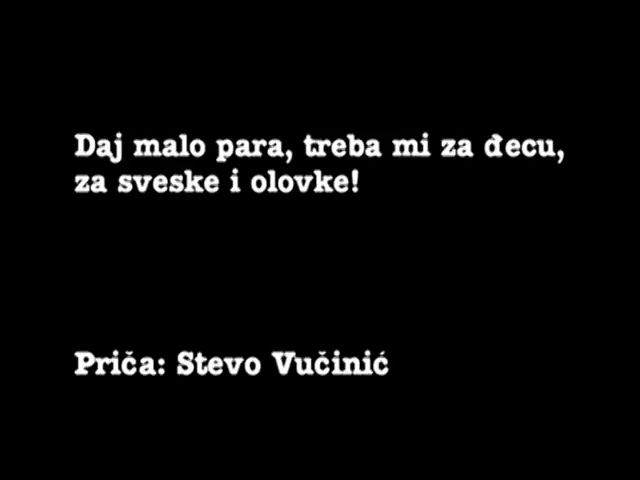 Daj malo para, treba mi za đecu,
za sveske i olovke!
Priča: Stevo Vučinić